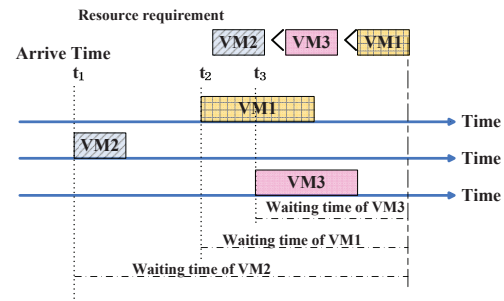 Resource requirement
VM2 < VM3 < VM1
Arrive Time
t1 t2 t3
VM1
Time
VM2
Time
VM3
Time
Waiting time of VM3
Waiting time of VM1
Waiting time of VM2